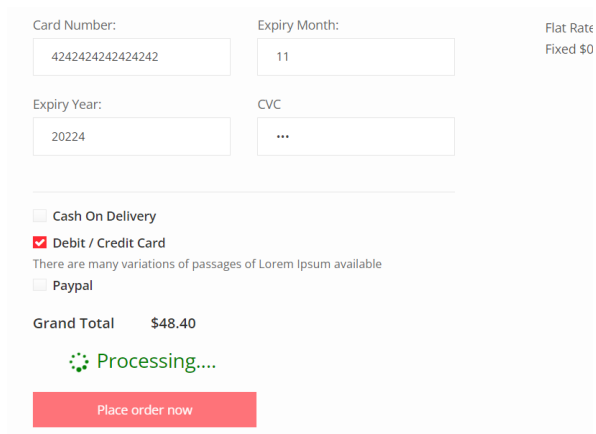 Card Number:
Expiry Month:
Flat Rate
4242424242424242
11
Fixed $0
Expiry Year:
CVC
20224
•••
Cash On Delivery
Debit / Credit Card
There are many variations of passages of Lorem Ipsum available
Paypal
Grand Total $48.40
Processing....
Place order now